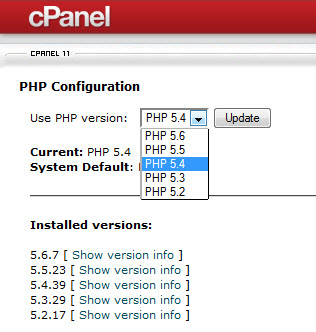 cPanel
CPANEL 11
PHP Configuration
Use PHP version: PHP 5.4 Update
PHP 5.6
PHP 5.5
PHP 5.4
PHP 5.3
PHP 5.2
Current: PHP 5.4
System Default:
Installed versions:
5.6.7 [ Show version info ]
5.5.23 [ Show version info ]
5.4.39 [ Show version info ]
5.3.29 [ Show version info ]
5.2.17 [ Show version info ]